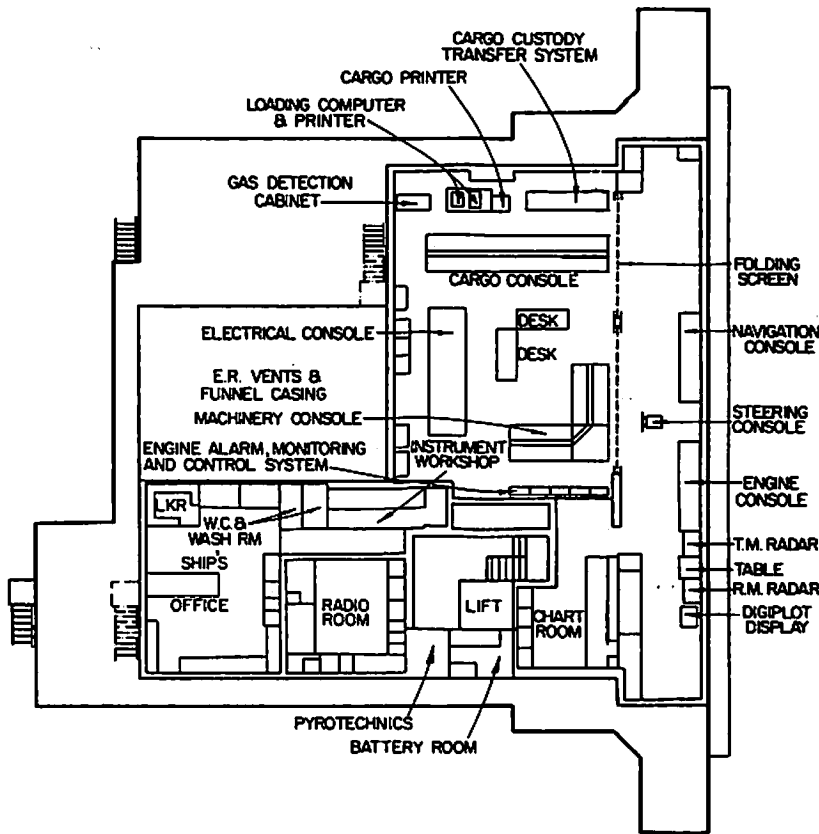 CARGO CUSTODY
TRANSFER SYSTEM
CARGO PRINTER
LOADING COMPUTER
& PRINTER
GAS DETECTION
CABINET
FOLDING
SCREEN
CARGO CONSOLE
ELECTRICAL CONSOLE
DESK
DESK
NAVIGATION
CONSOLE
E.R. VENTS &
FUNNEL CASING
MACHINERY CONSOLE
STEERING
CONSOLE
ENGINE ALARM, MONITORING
AND CONTROL SYSTEM
INSTRUMENT
WORKSHOP
ENGINE
CONSOLE
LKR
W.C. &
WASH RM
SHIP'S
OFFICE
T.M. RADAR
TABLE
R.M. RADAR
DIGIPLOT
DISPLAY
RADIO
ROOM
LIFT
CHART
ROOM
PYROTECHNICS
BATTERY ROOM